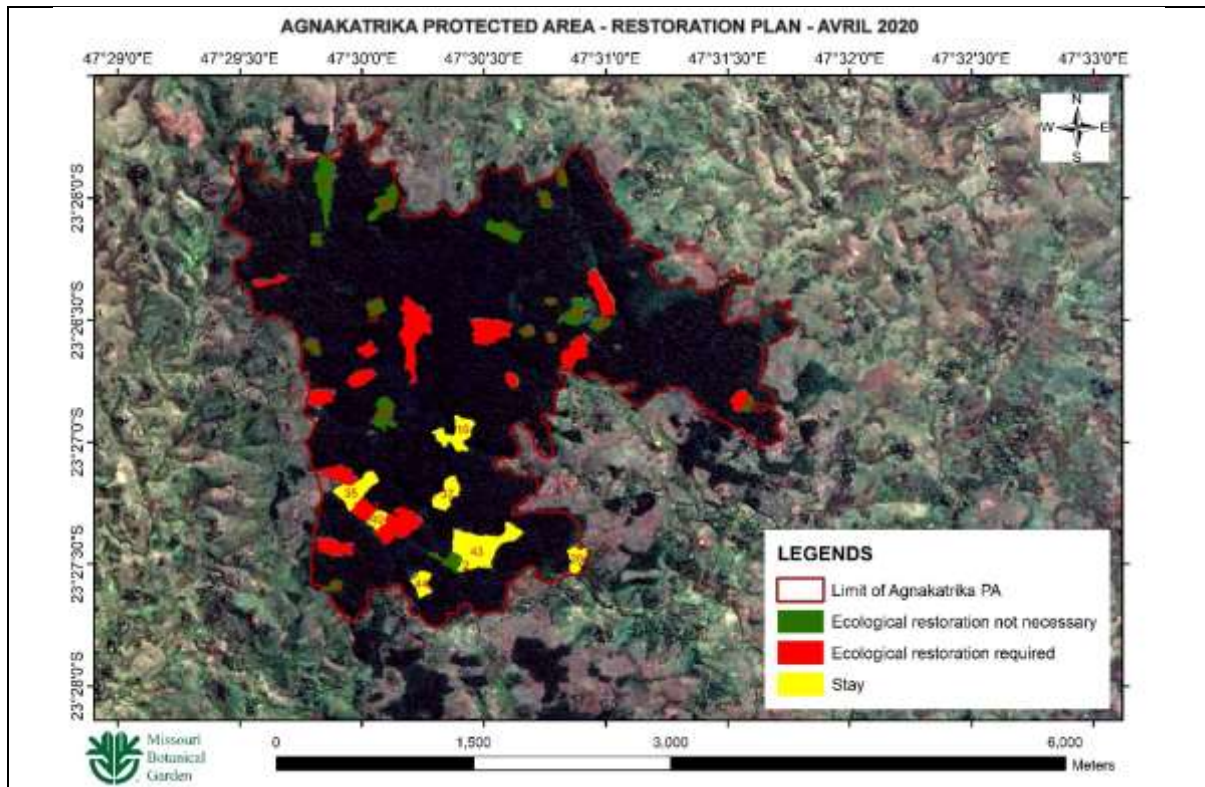 AGNAKATRIKA PROTECTED AREA - RESTORATION PLAN - AVRIL 2020
47°29'0"E 47°29'30"E 47°30'0"E 47°30'30"E 47°31'0"E 47°31'30"E 47°32'0"E 47°32'30"E 47°33'0"E
N
W E
S
23°26'0"S
23°26'30"S
23°27'0"S
35
43
23°27'30"S
23°28'0"S
LEGENDS
Limit of Agnakatrika PA
Ecological restoration not necessary
Ecological restoration required
Stay
Missouri
Botanical
Garden
0 1,500 3,000 6,000
Meters